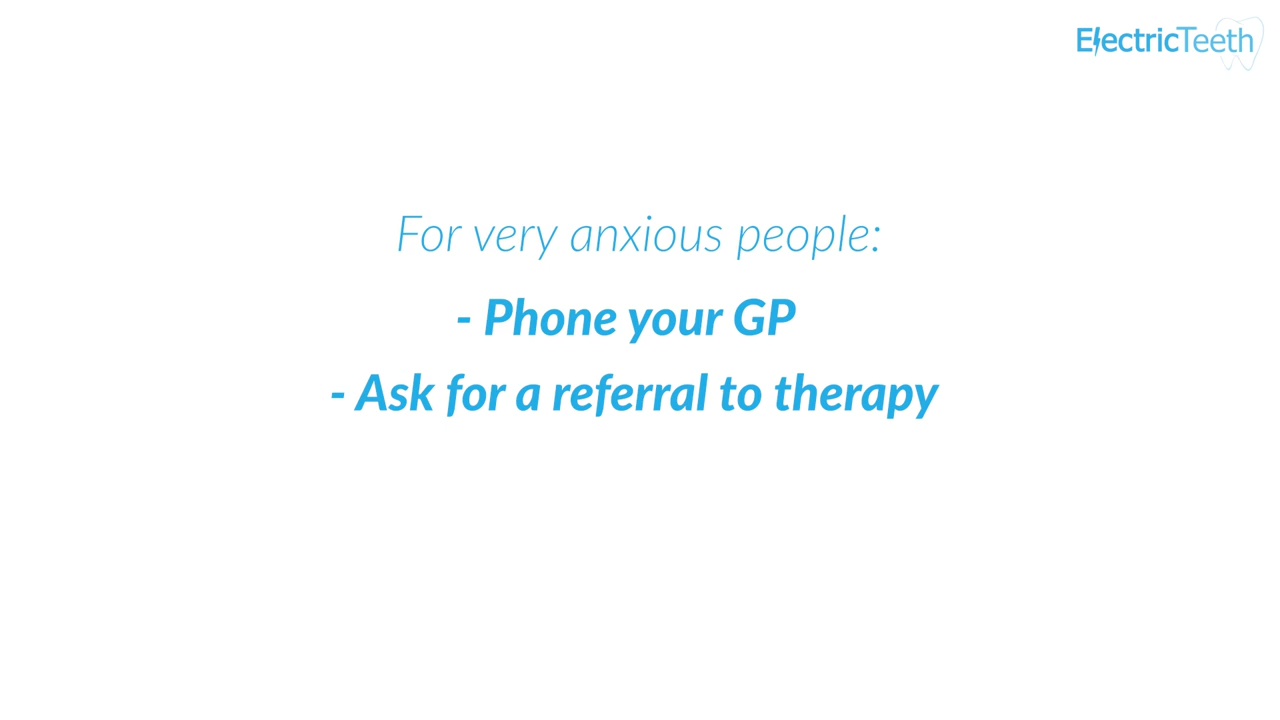 ElectricTeeth
For very anxious people:
- Phone your GP
- Ask for a referral to therapy